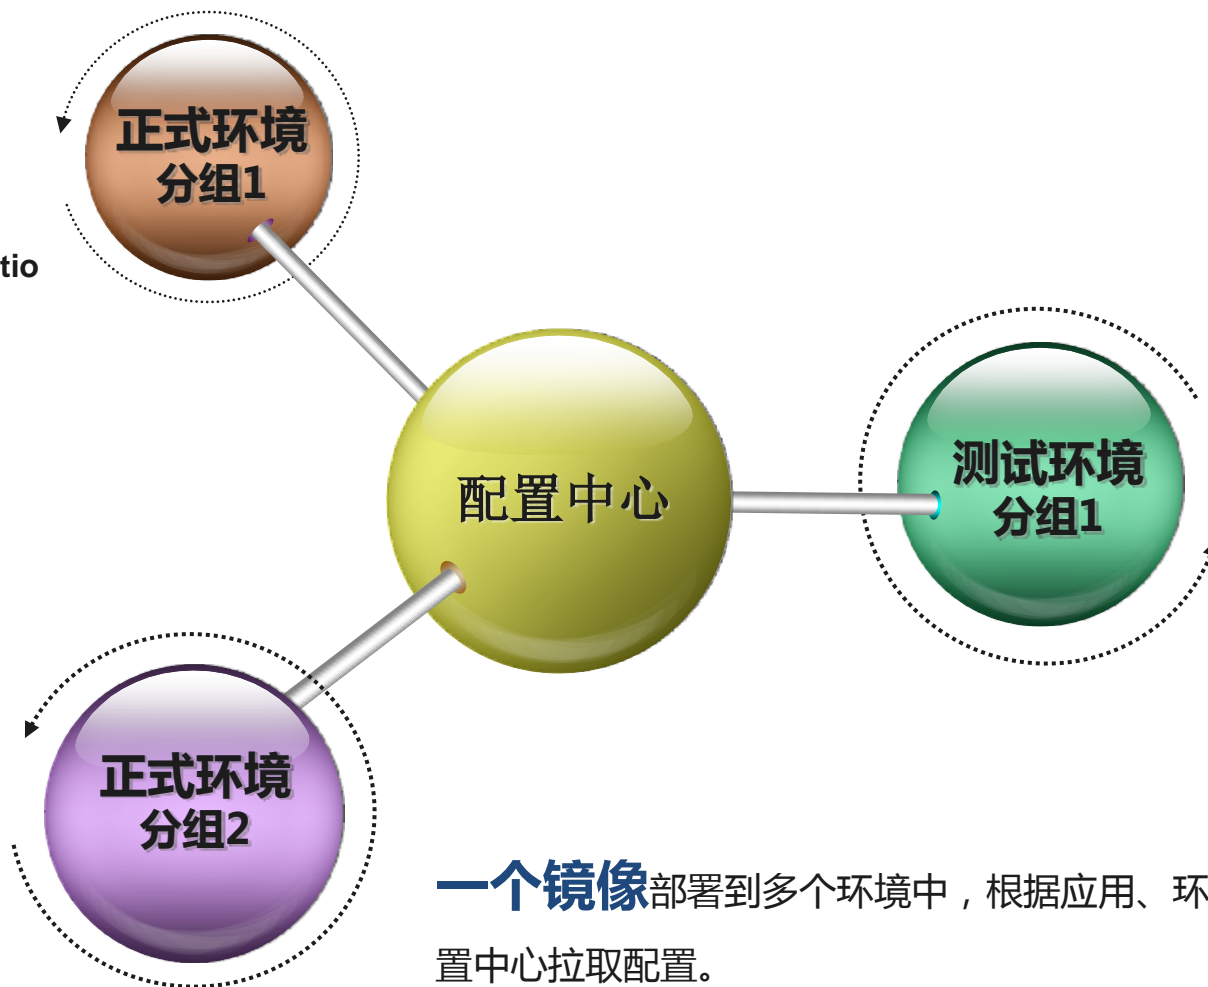 正式环境
分组1
tio
配置中心
测试环境
分组1
正式环境
分组2
一个镜像部署到多个环境中，根据应用、环
置中心拉取配置。